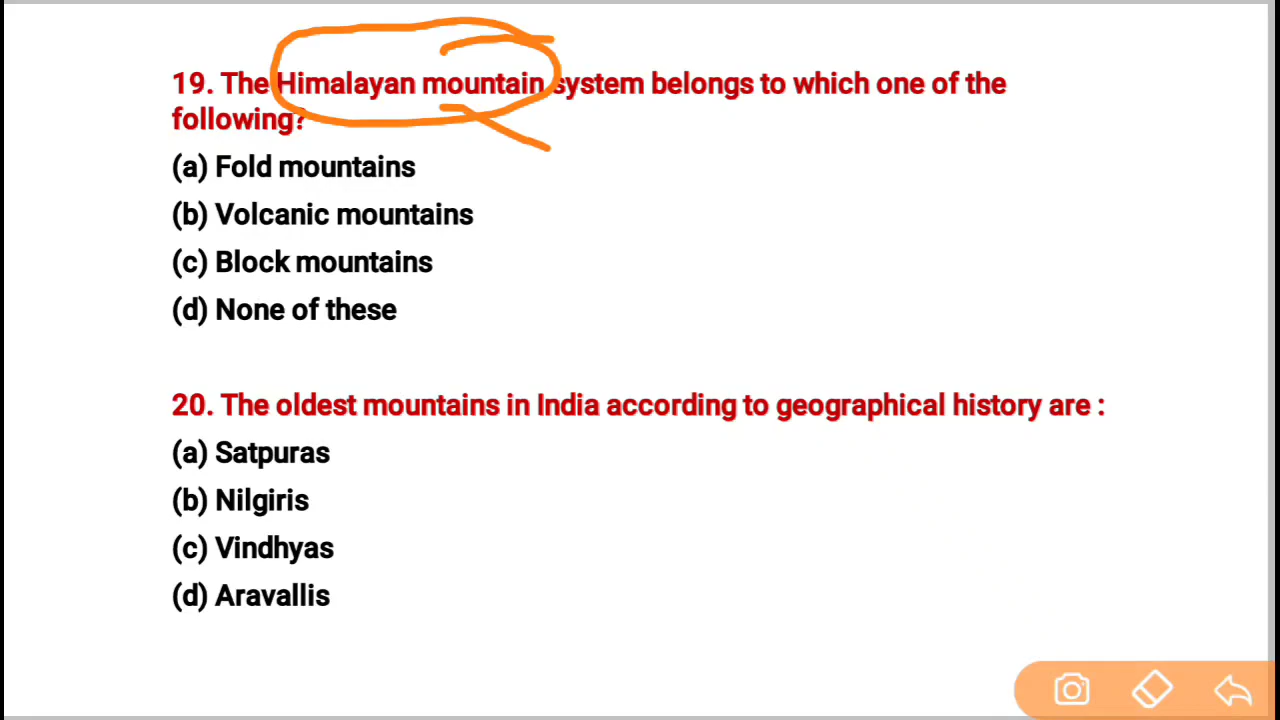 19. The Himalayan mountain system belongs to which one of the
following?
(a) Fold mountains
(b) Volcanic mountains
(c) Block mountains
(d) None of these
20. The oldest mountains in India according to geographical history are :
(a) Satpuras
(b) Nilgiris
(c) Vindhyas
(d) Aravallis